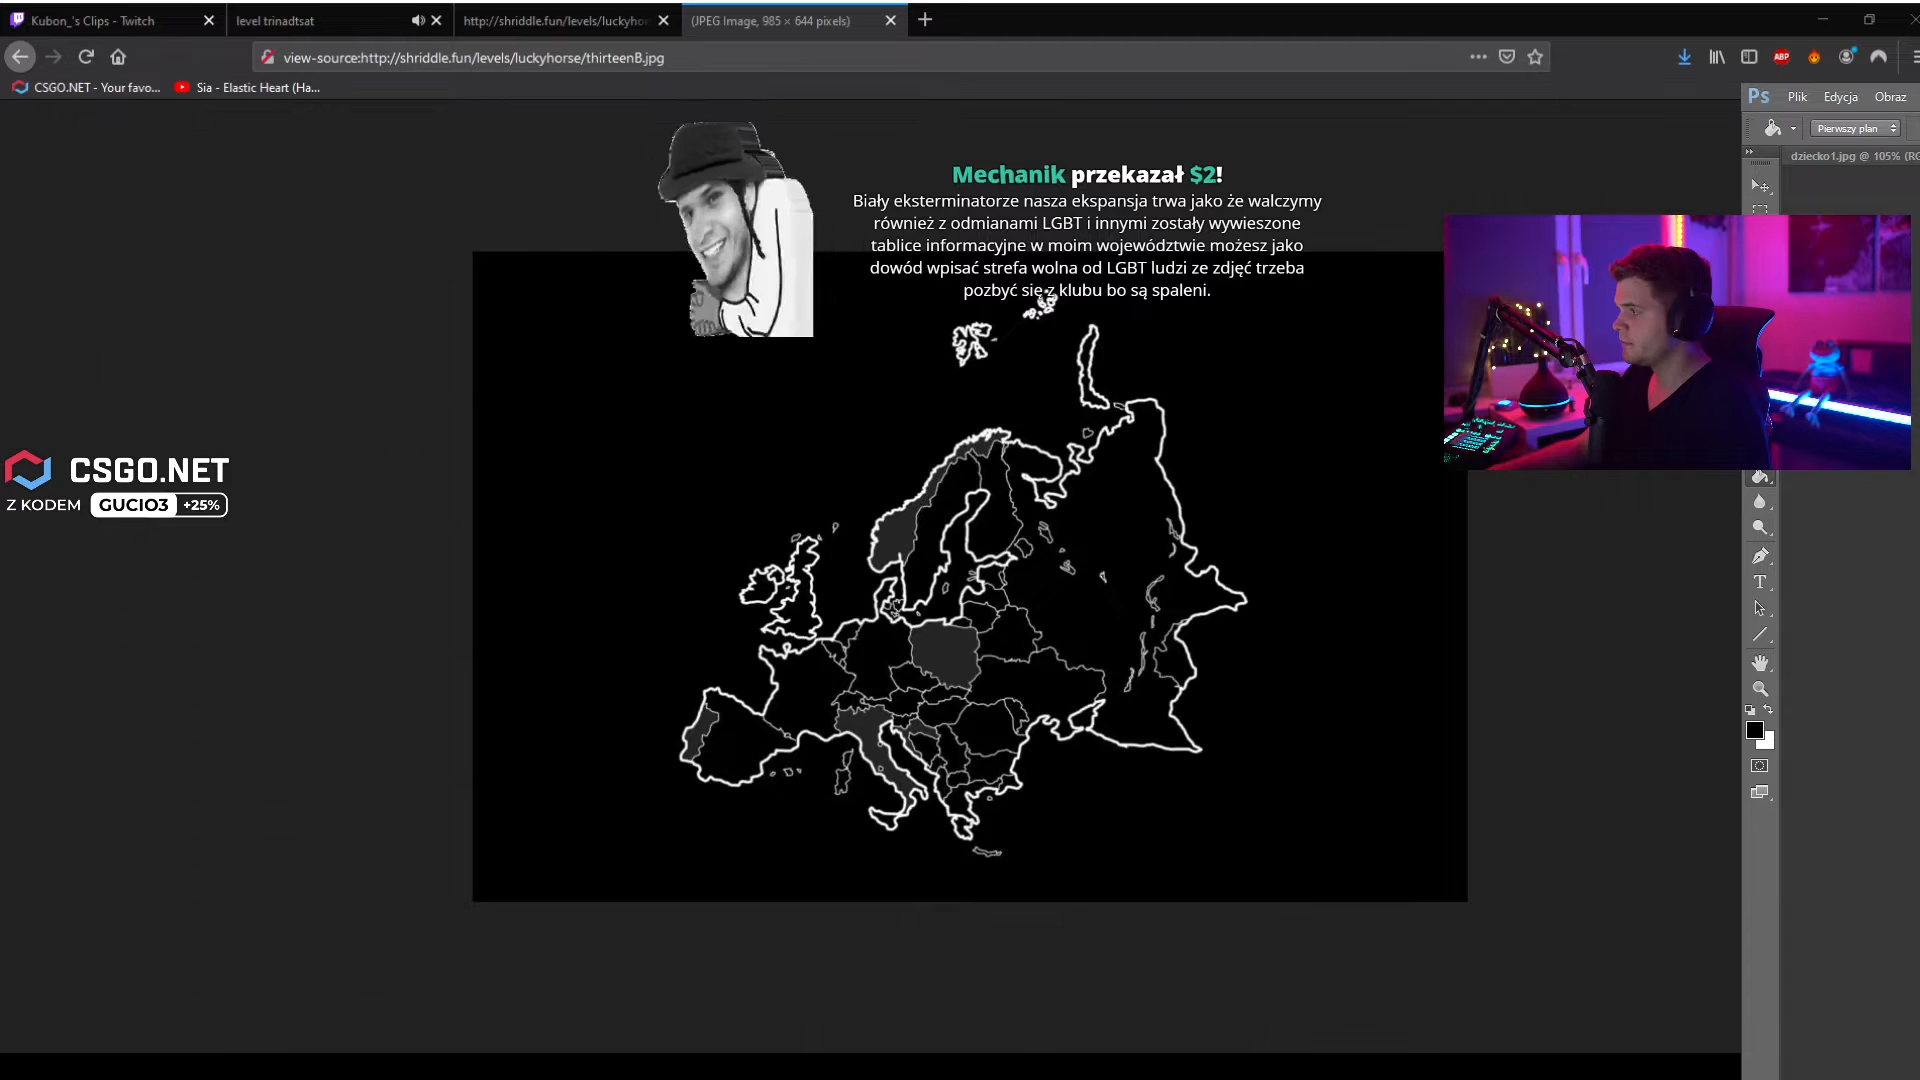 Kubon_'s Clips - Twitch
level trinadtsat
http://shriddle.fun/levels/luckyho
(JPEG Image, 985 × 644 pixels)
view-source:http://shriddle.fun/levels/luckyhorse/thirteenB.jpg
ABP
CSGO.NET - Your favo...
Sia - Elastic Heart (Ha...
Ps Plik Edycja Obraz
Pierwszy plan
dziecko1.jpg @ 105% (RG
Mechanik przekazał $2!
Biały eksterminatorze nasza ekspansja trwa jako że walczymy
również z odmianami LGBT i innymi zostały wywieszone
tablice informacyjne w moim województwie możesz jako
dowód wpisać strefa wolna od LGBT ludzi ze zdjęć trzeba
pozbyć się z klubu bo są spaleni.
CSGO.NET
Z KODEM GUCIO3 +25%
T